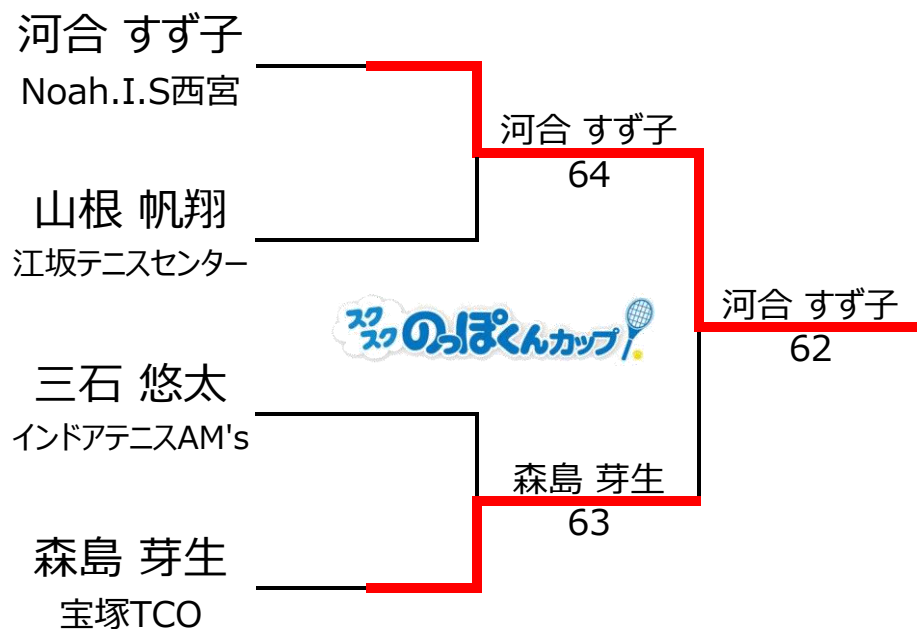 河合 すず子
Noah.I.S西宮
河合 すず子
64
山根 帆翔
江坂テニスセンター
スク
スク のっぽくんカップ
河合 すず子
62
三石 悠太
インドアテニスAM's
森島 芽生
63
森島 芽生
宝塚TCO